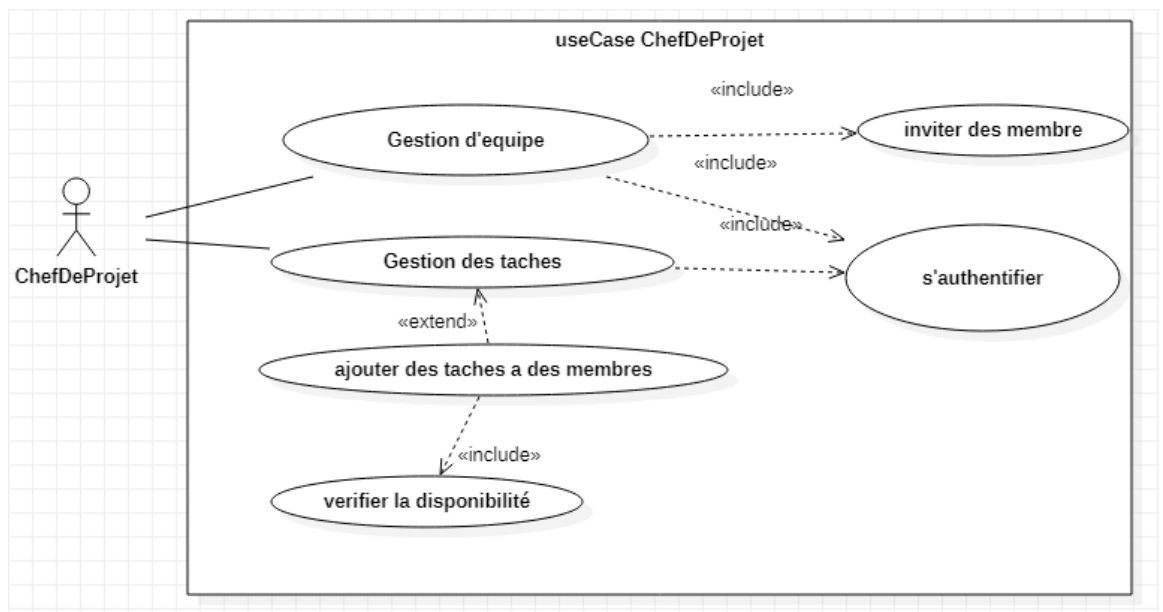 useCase ChefDeProjet
«include»
Gestion d'equipe
inviter des membre
«include»
«include»
ChefDeProjet
Gestion des taches
s'authentifier
«extend»
ajouter des taches a des membres
«include»
verifier la disponibilité